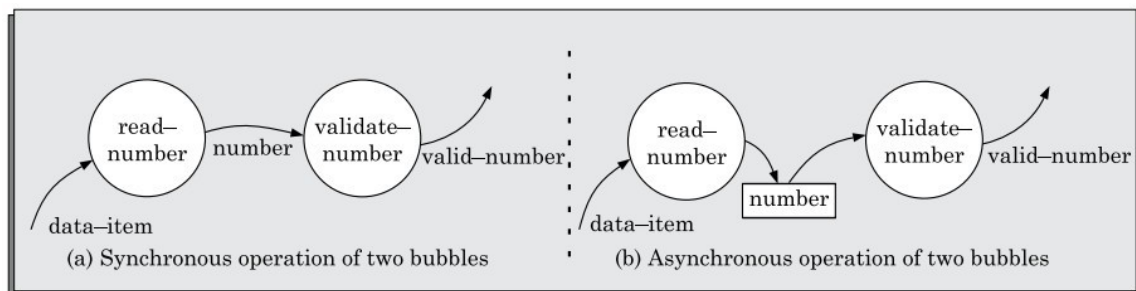 read–
number
number
validate–
number
valid–number
data–item
(a) Synchronous operation of two bubbles
read–
number
number
validate–
number
valid–number
data–item
(b) Asynchronous operation of two bubbles